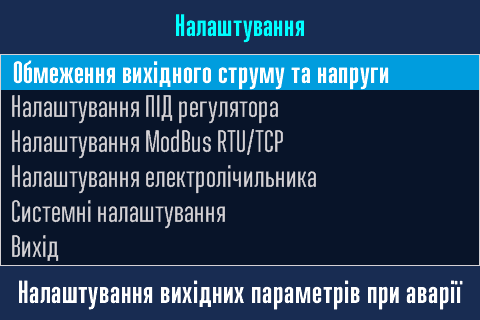 Налаштування
Обмеження вихідного струму та напруги
Налаштування ПІД регулятора
Налаштування ModBus RTU/TCP
Налаштування електролічильника
Системні налаштування
Вихід
Налаштування вихідних параметрів при аварії